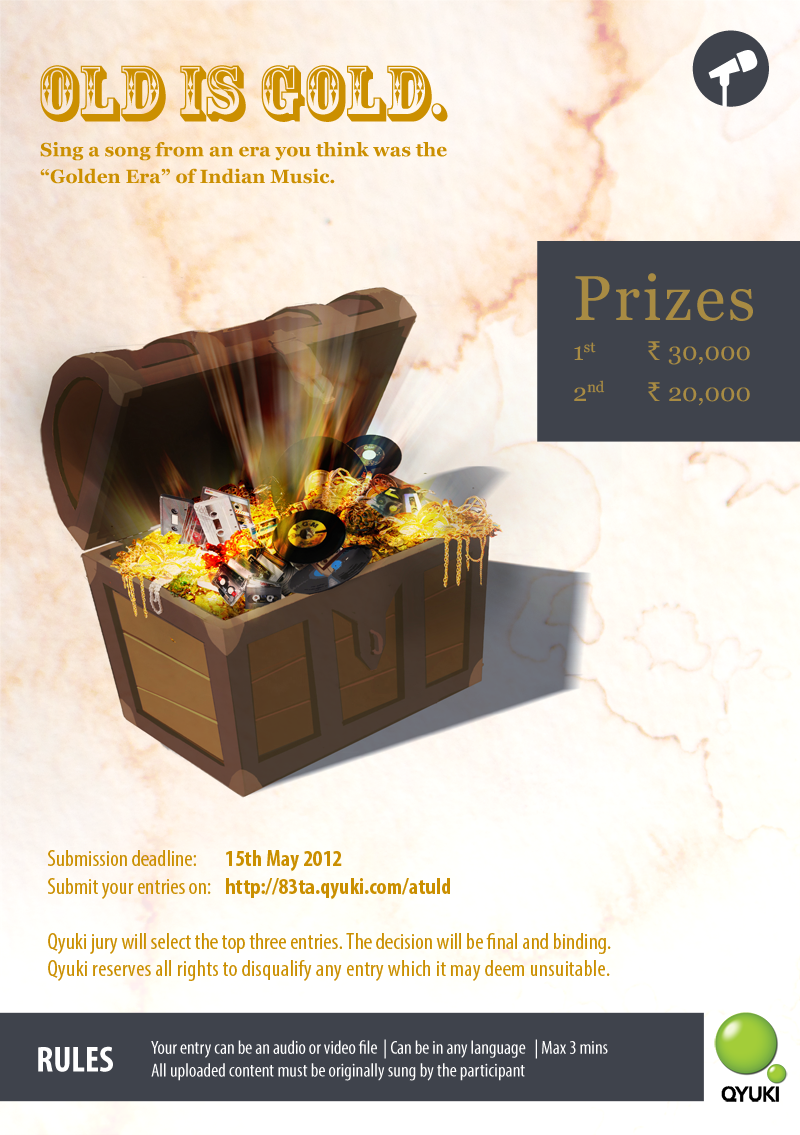 OLD IS GOLD.
Sing a song from an era you think was the
“Golden Era” of Indian Music.
Prizes
1st ₹ 30,000
2nd ₹ 20,000
Submission deadline: 15th May 2012
Submit your entries on: http://83ta.qyuki.com/atuld
Qyuki jury will select the top three entries. The decision will be final and binding.
Qyuki reserves all rights to disqualify any entry which it may deem unsuitable.
RULES
Your entry can be an audio or video file | Can be in any language | Max 3 mins
All uploaded content must be originally sung by the participant
QYUKI